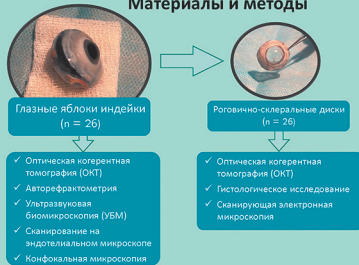 Материалы и методы
Глазные яблоки индейки
(n = 26)
Роговично-склеральные диски
(n = 26)
✓ Оптическая когерентная
томография (ОКТ)
✓ Авторефрактометрия
✓ Ультразвуковая
биомикроскопия (УБМ)
✓ Сканирование на
эндотелиальном микроскопе
✓ Конфокальная микроскопия
✓ Оптическая когерентная
томография (ОКТ)
✓ Гистологическое исследование
✓ Сканирующая электронная
микроскопия